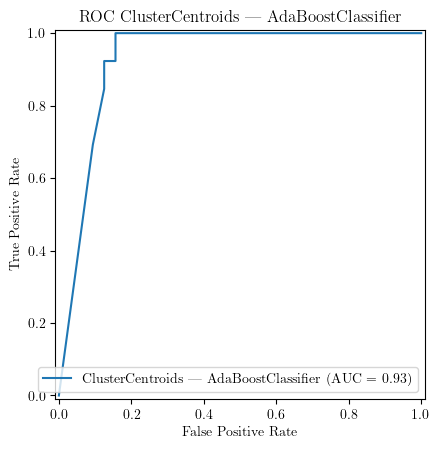 ROC ClusterCentroids — AdaBoostClassifier
1.0
0.8
0.6
0.4
0.2
0.0
True Positive Rate
ClusterCentroids — AdaBoostClassifier (AUC = 0.93)
0.0 0.2 0.4 0.6 0.8 1.0
False Positive Rate